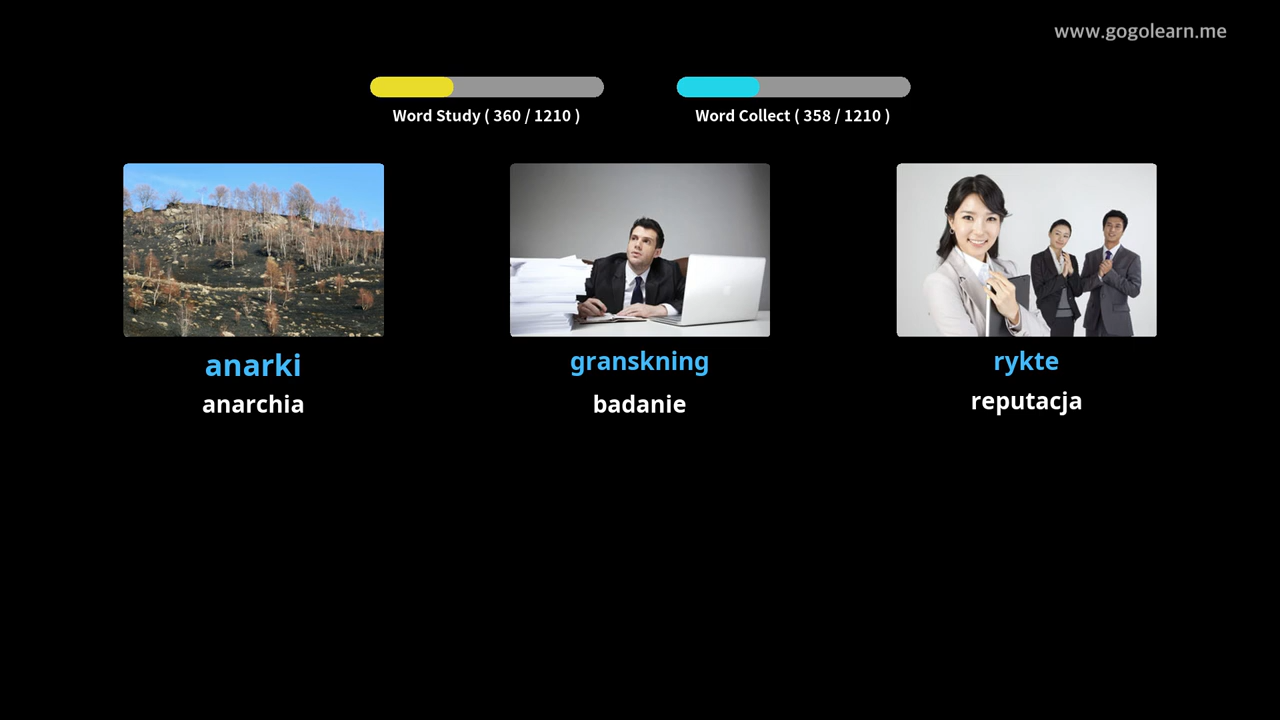 www.gogolearn.me
Word Study ( 360 / 1210 )
Word Collect ( 358 / 1210 )
anarki
anarchia
granskning
badanie
rykte
reputacja